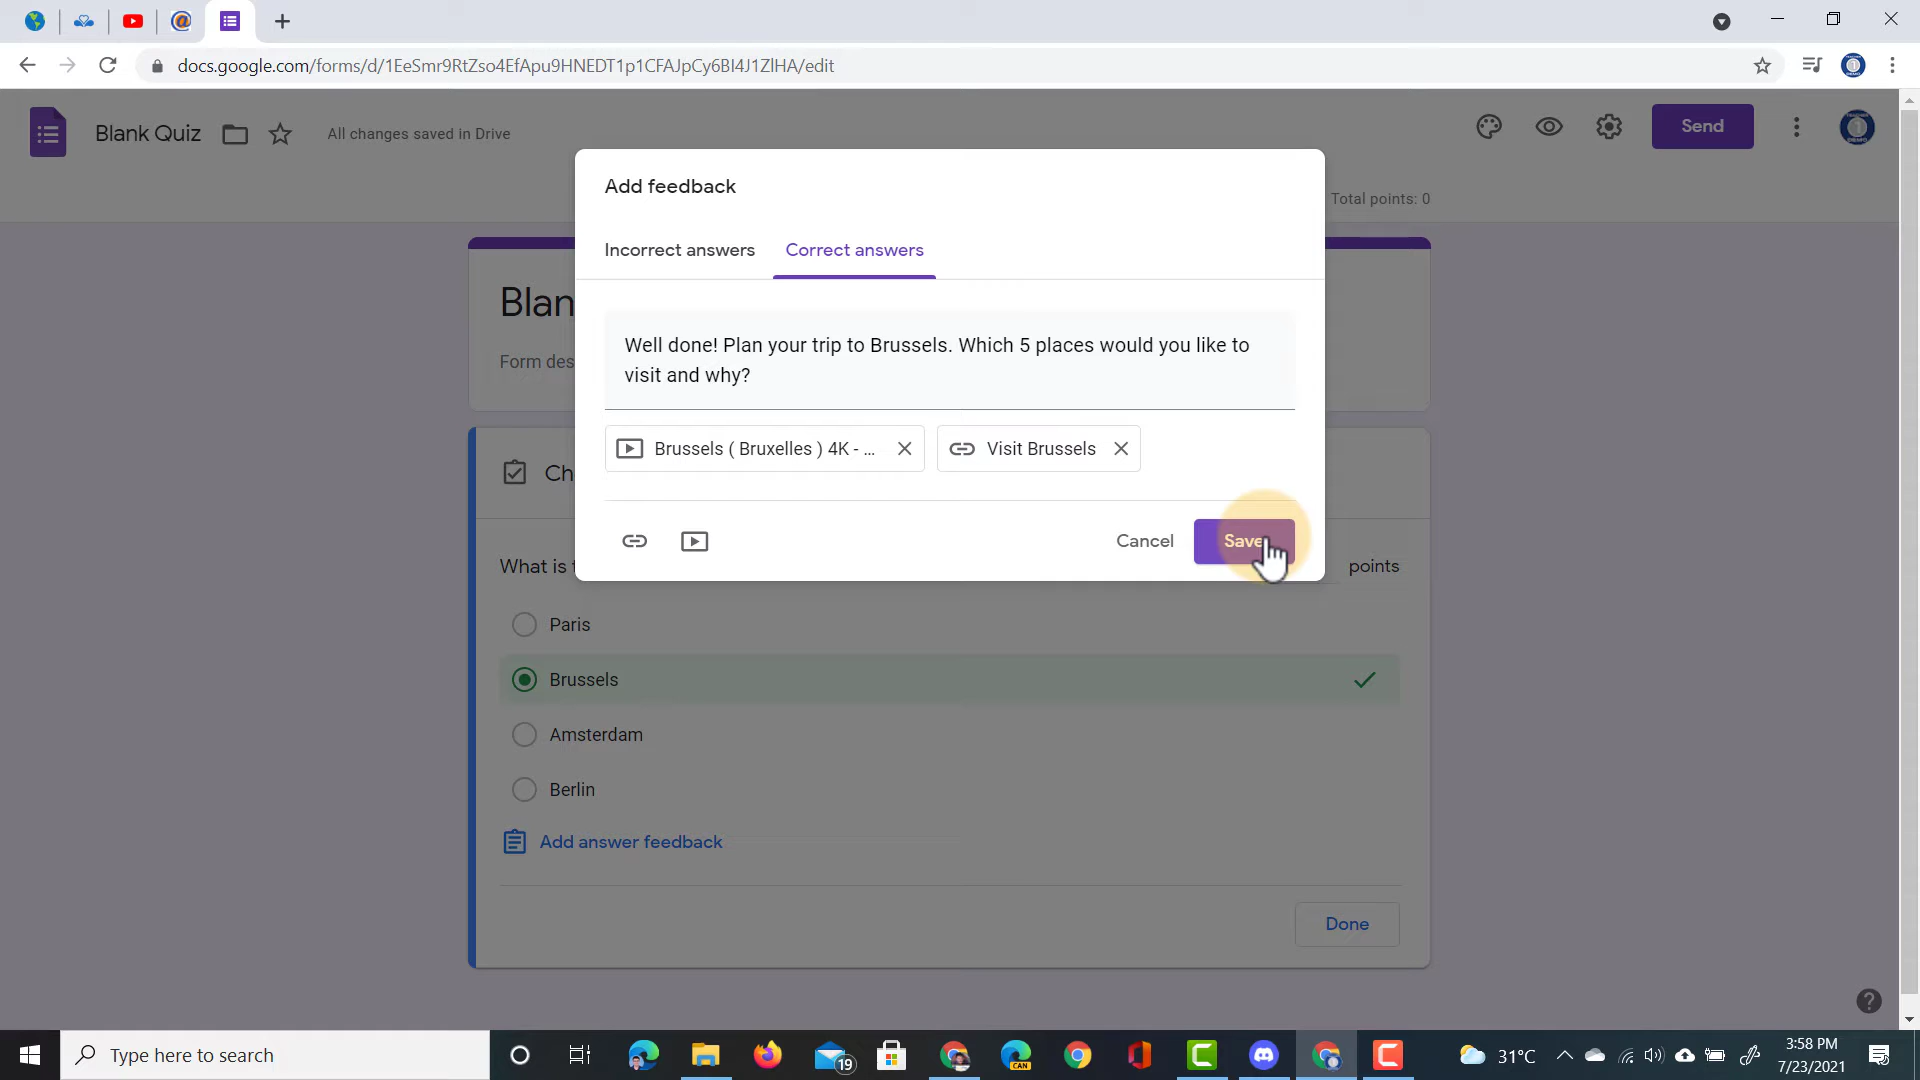 docs.google.com/forms/d/1EeSmr9RtZso4EfApu9HNEDT1p1CFAJpCy6BI4J1ZlHA/edit
Blank Quiz
All changes saved in Drive
Send
Total points: 0
Add feedback
Incorrect answers
Correct answers
Blan
Form des
Well done! Plan your trip to Brussels. Which 5 places would you like to
visit and why?
Brussels ( Bruxelles ) 4K - ...
Visit Brussels
Ch
Cancel
Save
What is
points
Paris
Brussels
Amsterdam
Berlin
Add answer feedback
Done
Type here to search
19
CAN
31°C
3:58 PM
7/23/2021